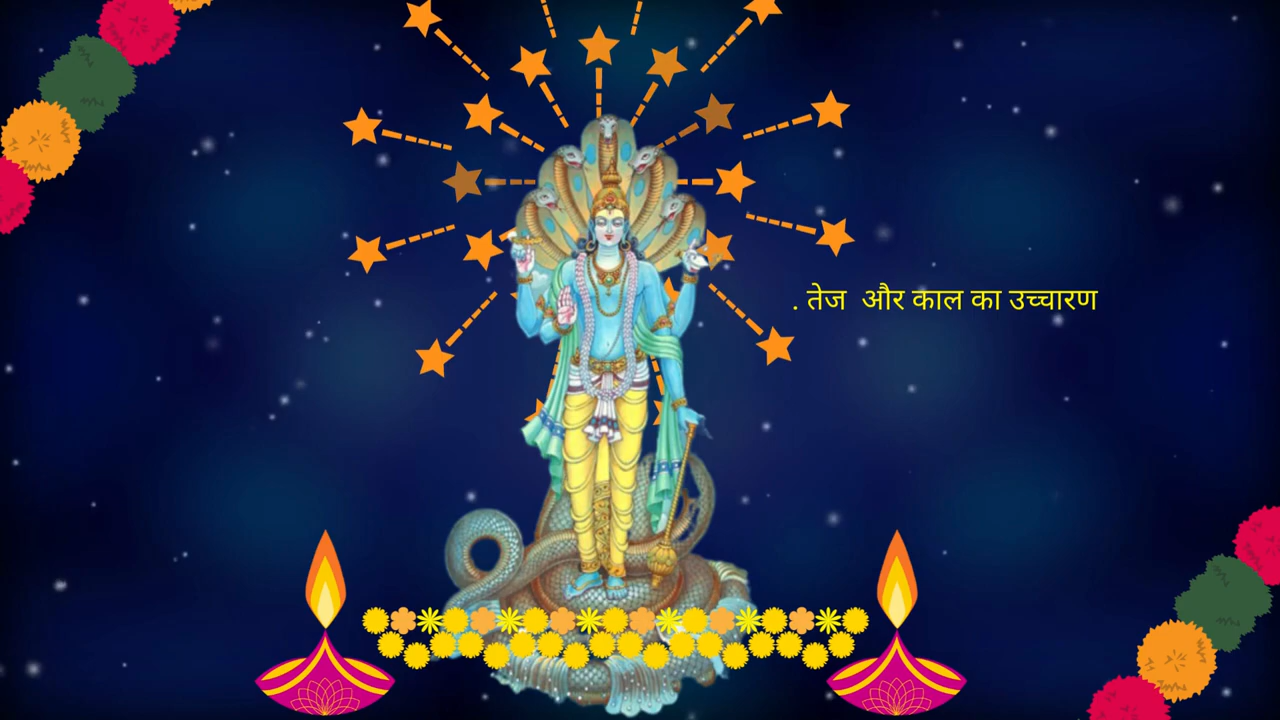 . तेज  और काल का उच्चारण